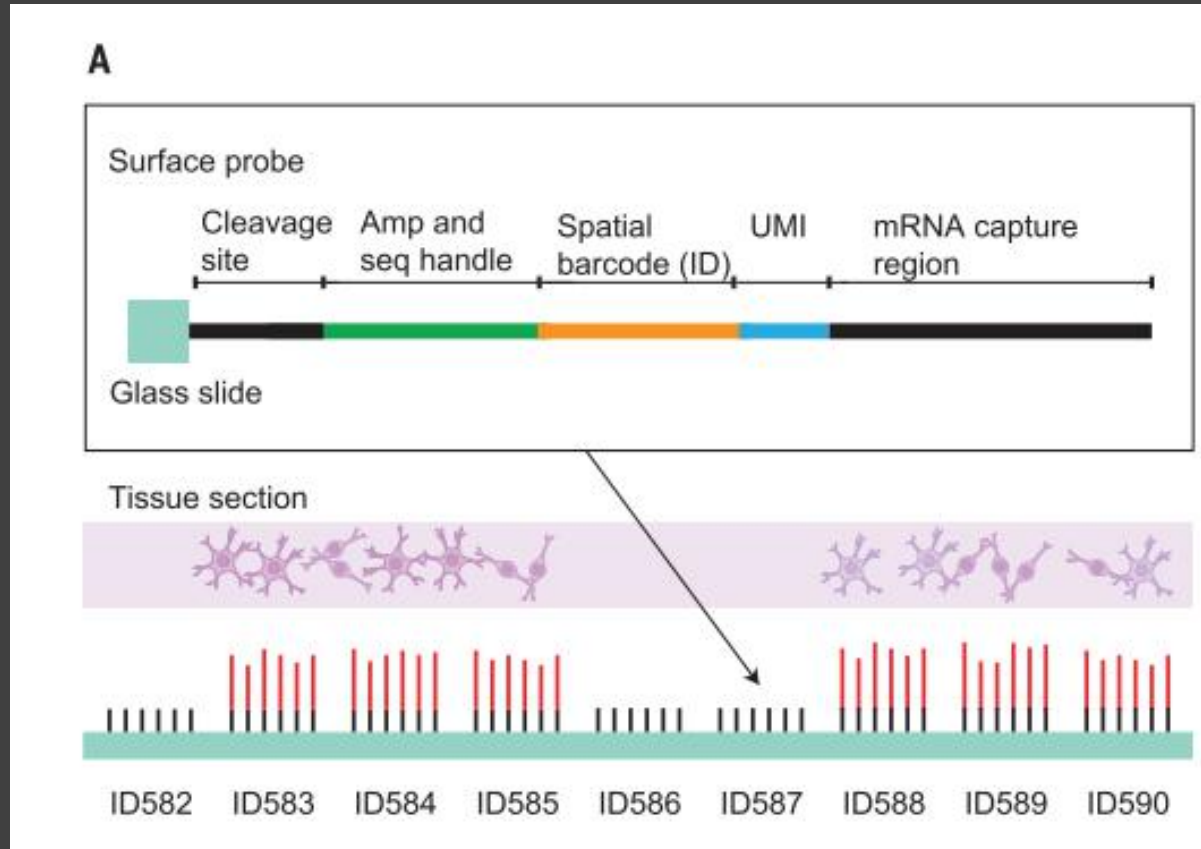 A
Surface probe
Cleavage site
Amp and seq handle
Spatial barcode (ID)
UMI
mRNA capture region
Glass slide
Tissue section
ID582 ID583 ID584 ID585 ID586 ID587 ID588 ID589 ID590